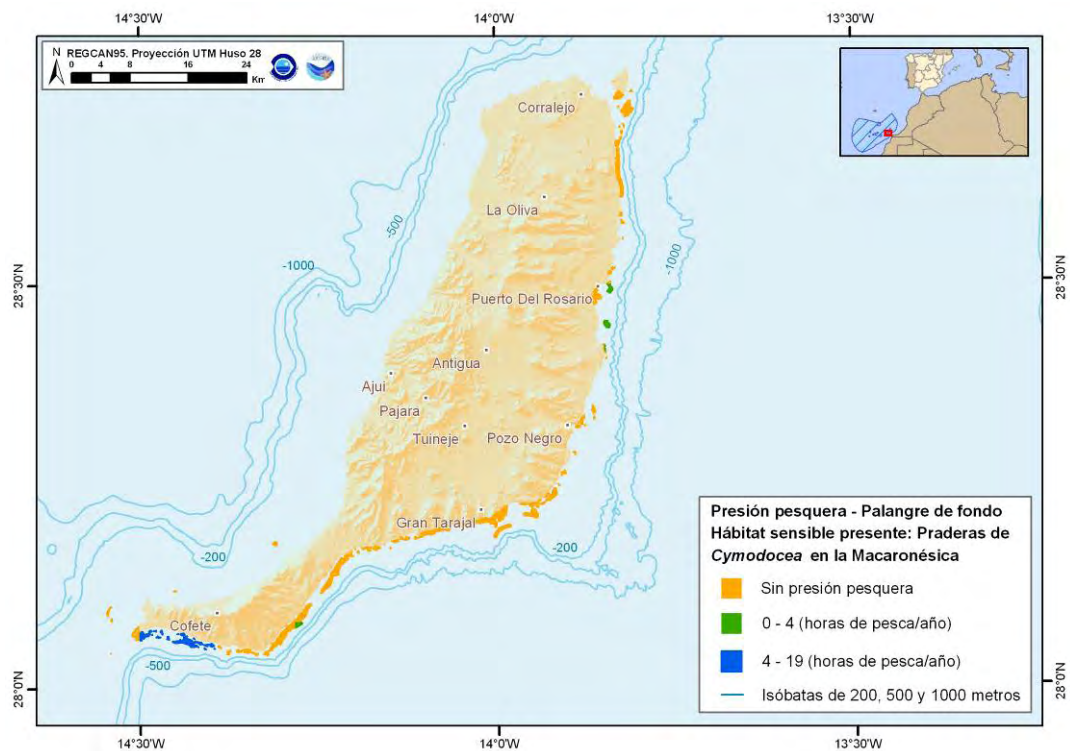 14°30'W
14°0'W
13°30'W
N
REGCAN95. Proyección UTM Huso 28
0 4 8 16 24
Km
Corralejo
La Oliva
-500
-1000
-1000
28°30'N
28°30'N
Puerto Del Rosario
Antigua
Ajui
Pajara
Tuineje
Pozo Negro
Gran Tarajal
-200
-200
Cofete
-500
28°0'N
28°0'N
Presión pesquera - Palangre de fondo
Hábitat sensible presente: Praderas de
Cymodocea en la Macaronésica
Sin presión pesquera
0 - 4 (horas de pesca/año)
4 - 19 (horas de pesca/año)
Isóbatas de 200, 500 y 1000 metros
14°30'W
14°0'W
13°30'W